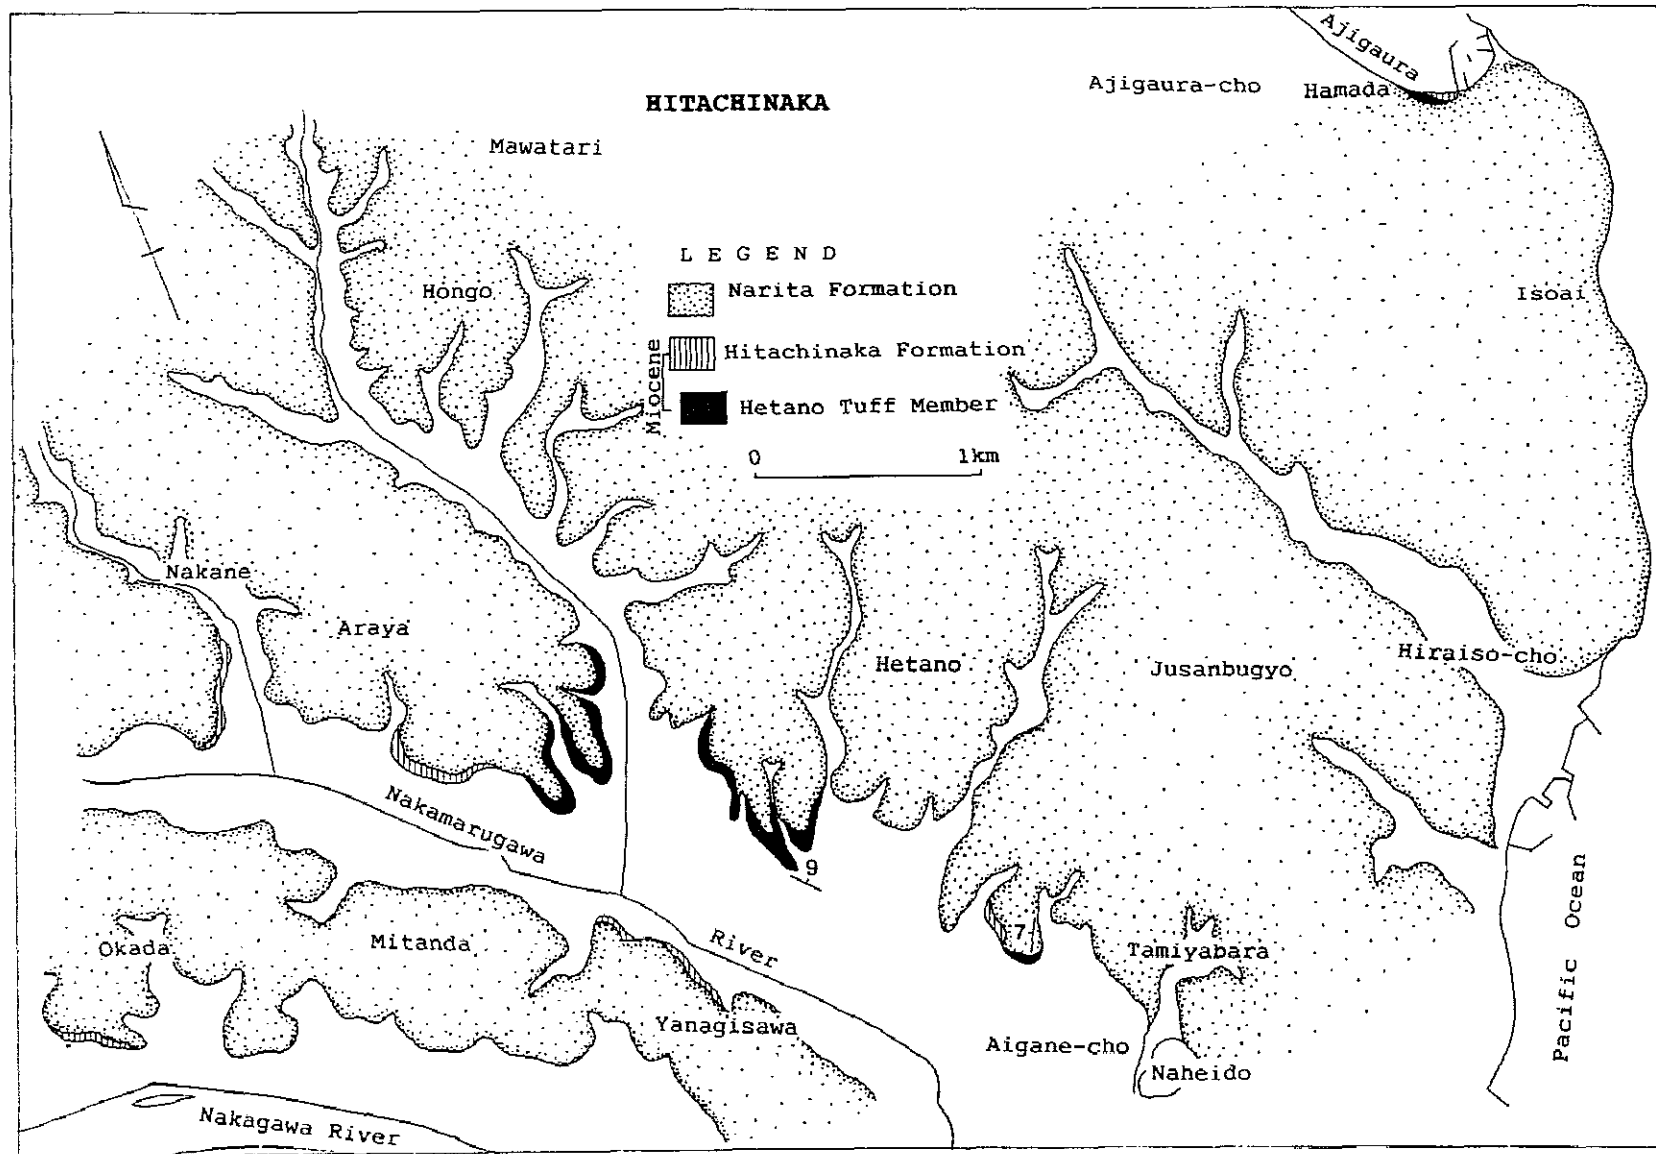 Ajigaura
HITACHINAKA
Ajigaura-cho Hamada
Mawatari
L E G E N D
Narita Formation
Hitachinaka Formation
Hetano Tuff Member
Miocene
0 1km
Hongo
Isoai
Nakane
Araya
Hetano
Jusanbugyo
Hiraiso-cho
Nakamarugawa
River
9
7
Okada
Mitanda
Tamiyabara
Yanagisawa
Aigane-cho
Naheido
Pacific Ocean
Nakagawa River